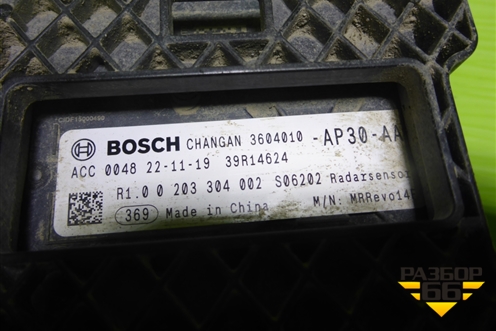 BOSCH CHANGAN 3604010 -AP30-AA
ACC 0048 22-11-19 39R14624
R1.0 0 203 304 002 S06202 Radarsensor
369 Made in China M/N: MRRevo14
РАЗБОР
66